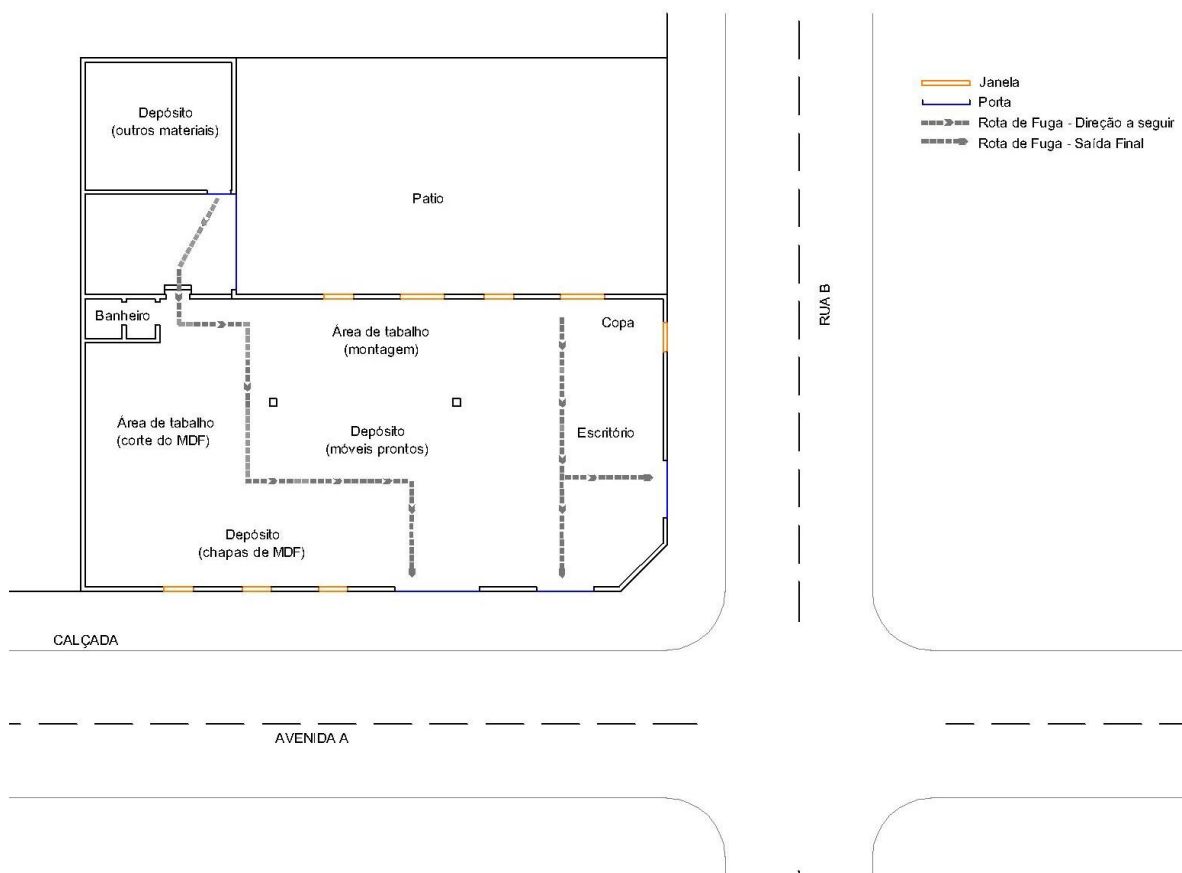 Janela
Porta
Rota de Fuga - Direção a seguir
Rota de Fuga - Saída Final
Depósito
(outros materiais)
Patio
Banheiro
Área de tabalho
(montagem)
Copa
Área de tabalho
(corte do MDF)
Depósito
(móveis prontos)
Escritório
Depósito
(chapas de MDF)
RUA B
CALÇADA
AVENIDA A